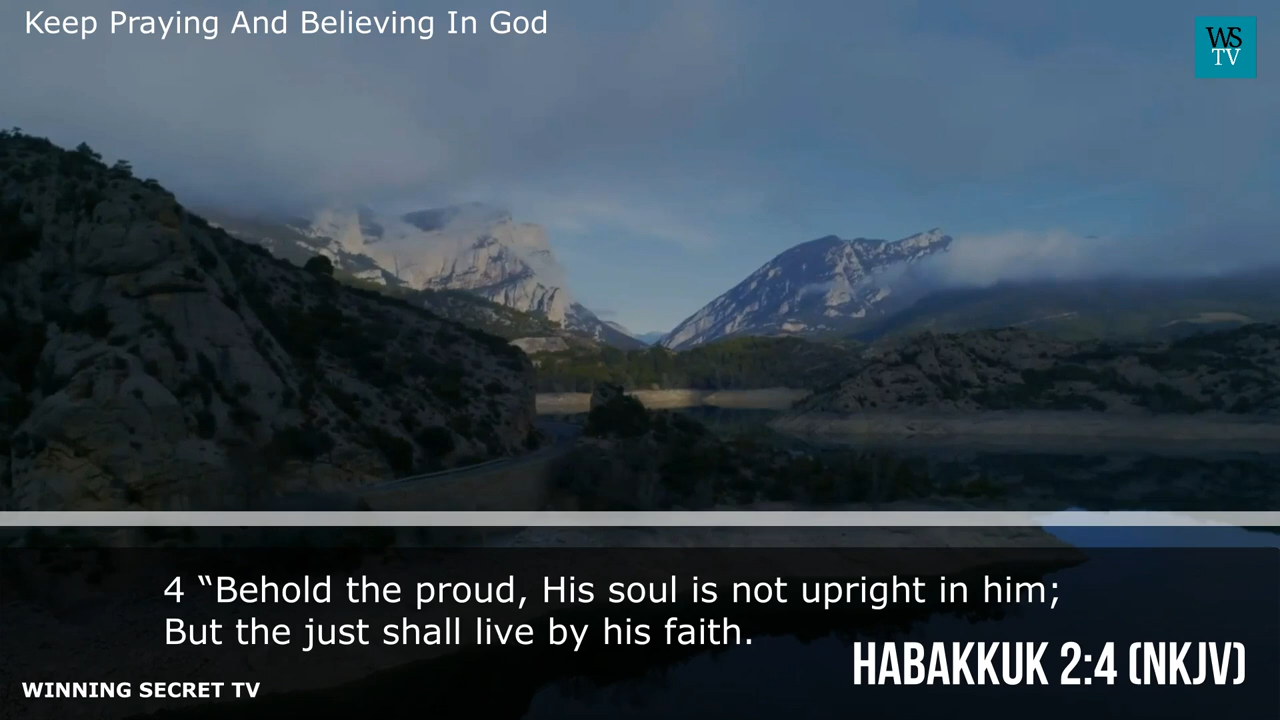 Keep Praying And Believing In God
WS
TV
4 “Behold the proud, His soul is not upright in him;
But the just shall live by his faith.
HABAKKUK 2:4 (NKJV)
WINNING SECRET TV